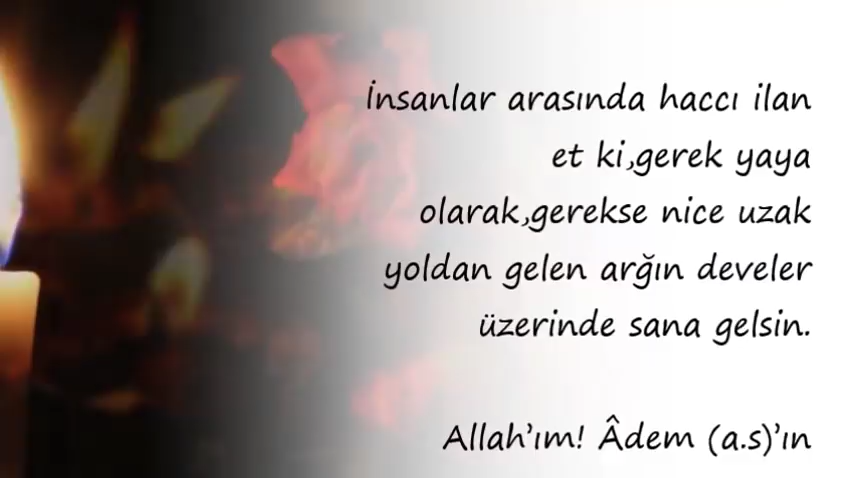 İnsanlar arasında haccı ilan
et ki,gerek yaya
olarak,gerekse nice uzak
yoldan gelen arğın develer
üzerinde sana gelsin.
Allah'ım! Âdem (a.s)'ın